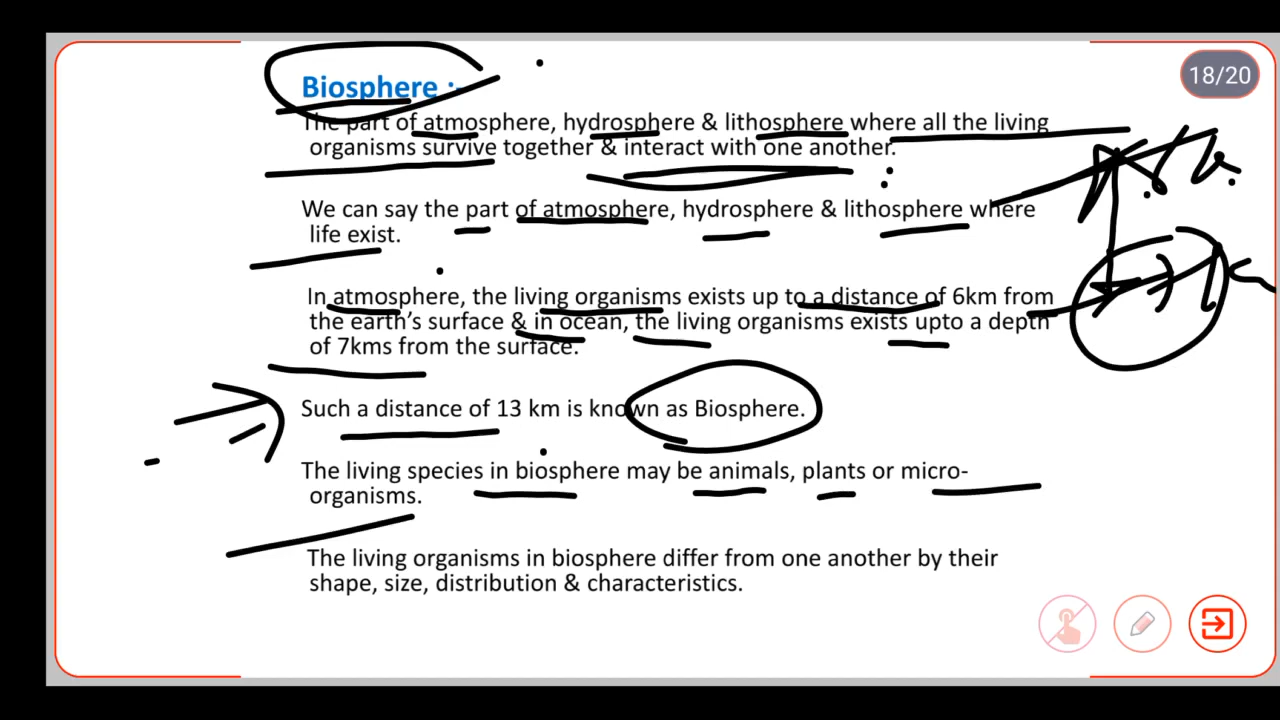 18/20
Biosphere :-
The part of atmosphere, hydrosphere & lithosphere where all the living
organisms survive together & interact with one another.
We can say the part of atmosphere, hydrosphere & lithosphere where
life exist.
In atmosphere, the living organisms exists up to a distance of 6km from
the earth's surface & in ocean, the living organisms exists upto a depth
of 7kms from the surface.
Such a distance of 13 km is known as Biosphere.
The living species in biosphere may be animals, plants or micro-
organisms.
The living organisms in biosphere differ from one another by their
shape, size, distribution & characteristics.